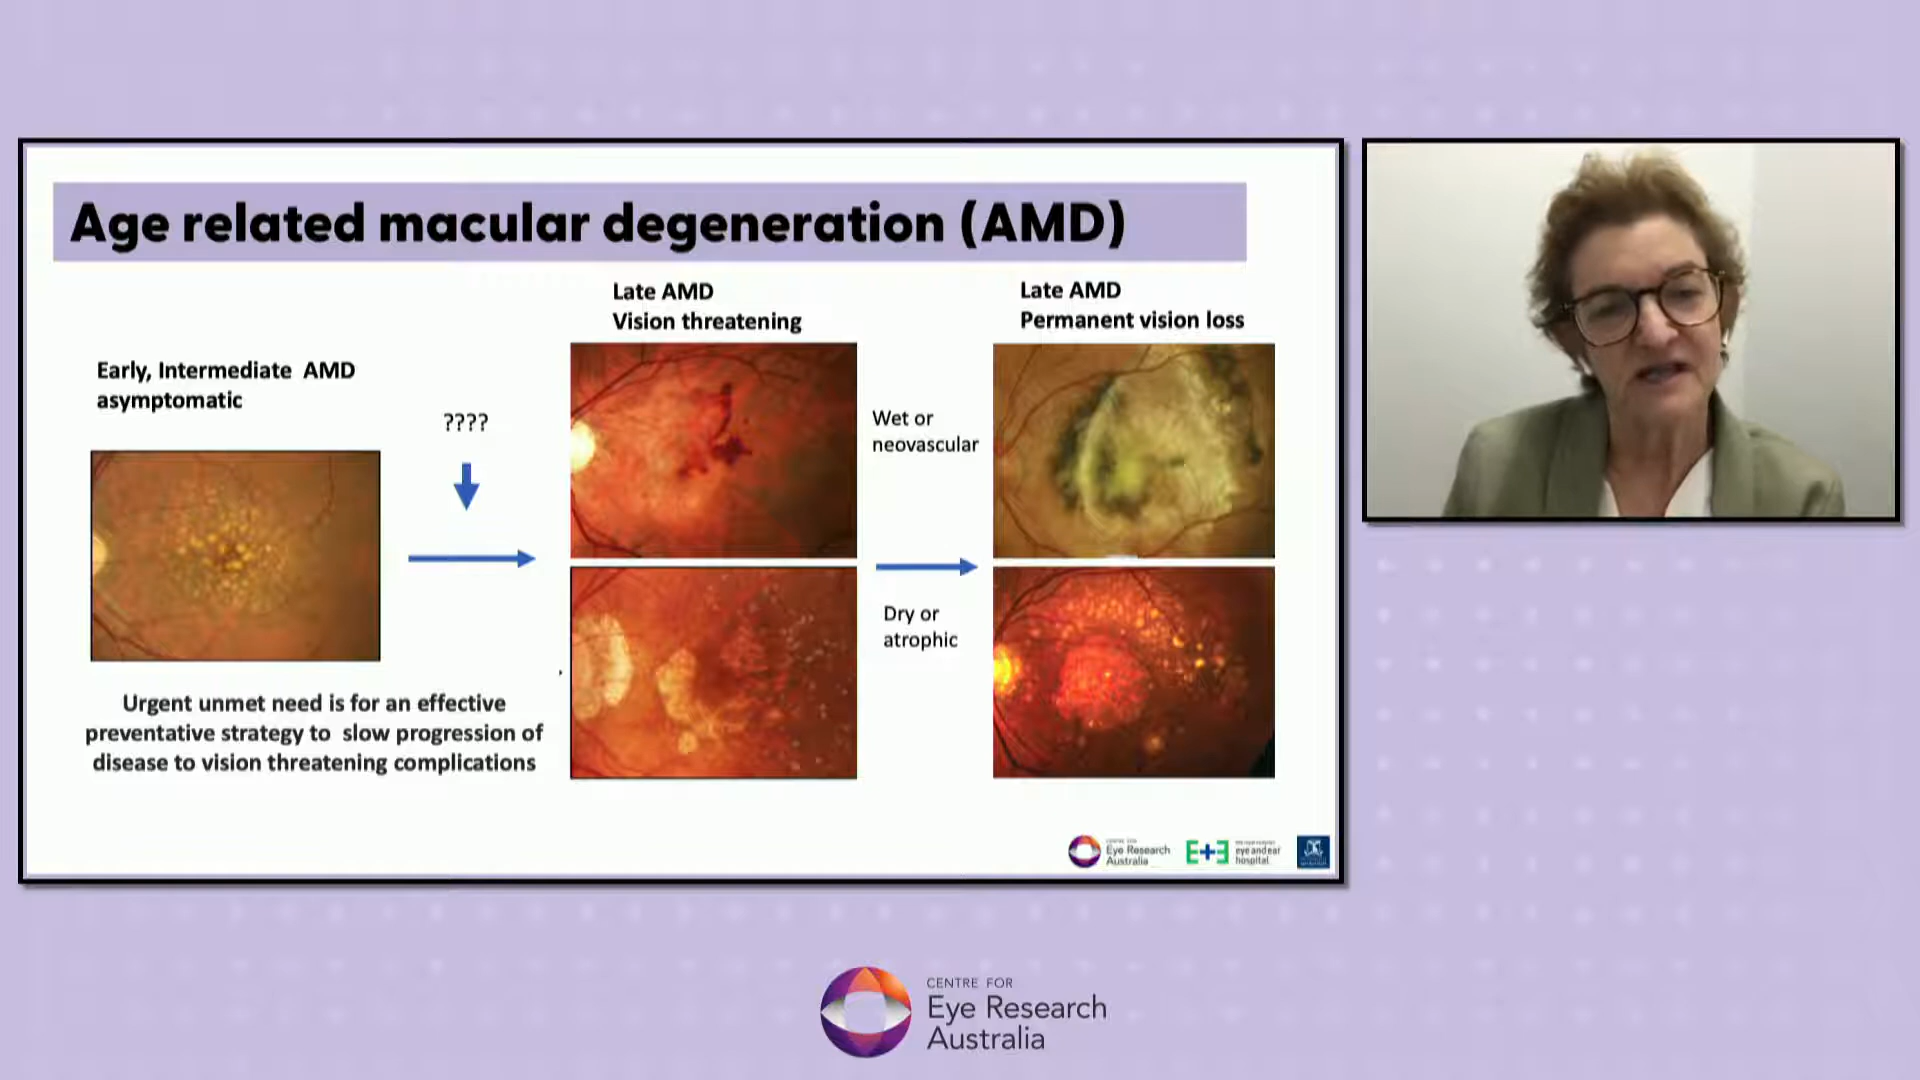 Age related macular degeneration (AMD)
Late AMD
Vision threatening
Late AMD
Permanent vision loss
Early, Intermediate  AMD
asymptomatic
????
Wet or
neovascular
Dry or
atrophic
Urgent unmet need is for an effective
preventative strategy to  slow progression of
disease to vision threatening complications
Eye Research
Australia
eye and ear
hospital
CENTRE FOR
Eye Research
Australia